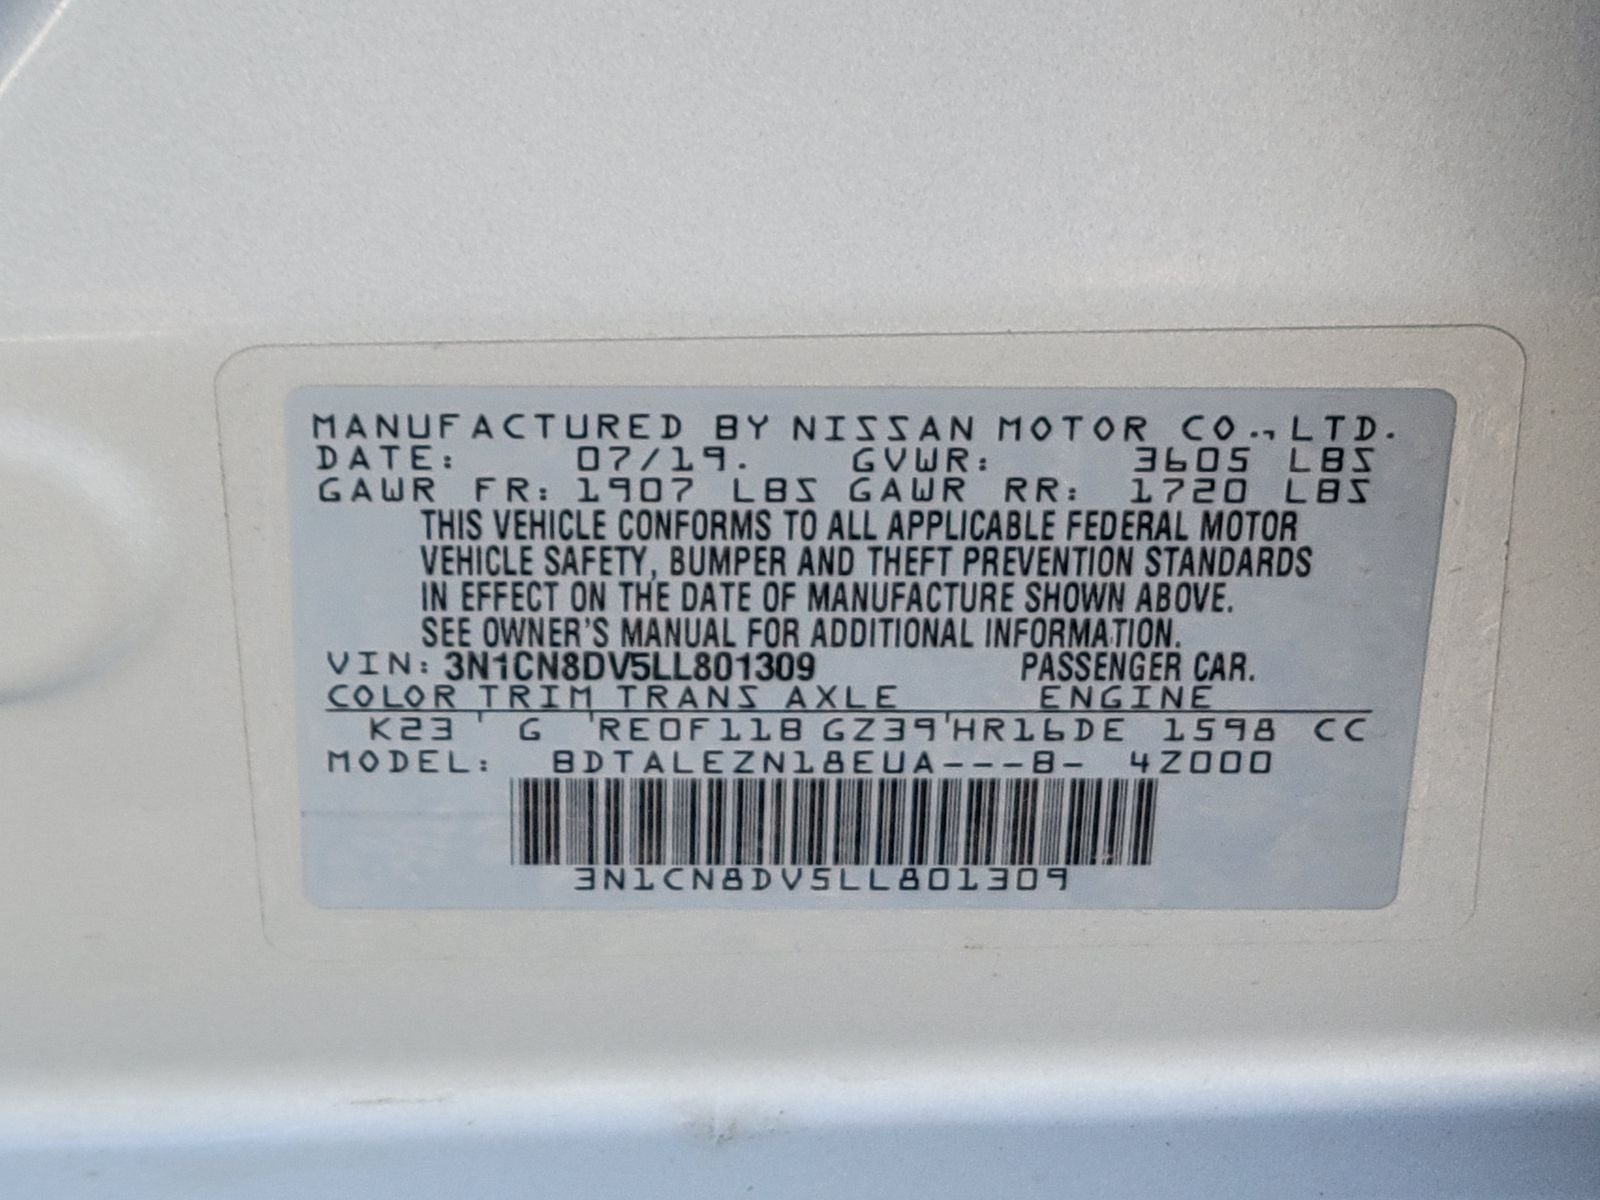 MANUFACTURED BY NISSAN MOTOR CO., LTD.
DATE: 07/19. GVWR: 3605 LBS
GAWR FR: 1907 LBS GAWR RR: 1720 LBS
THIS VEHICLE CONFORMS TO ALL APPLICABLE FEDERAL MOTOR
VEHICLE SAFETY, BUMPER AND THEFT PREVENTION STANDARDS
IN EFFECT ON THE DATE OF MANUFACTURE SHOWN ABOVE.
SEE OWNER'S MANUAL FOR ADDITIONAL INFORMATION.
VIN: 3N1CN8DV5LL801309 PASSENGER CAR.
COLOR TRIM TRANS AXLE ENGINE
K23 ' G 'RE0F11B GZ39'HR16DE 1598 CC
MODEL: BDTALEZN18EUA---B- 4Z000
3N1CN8DV5LL801309